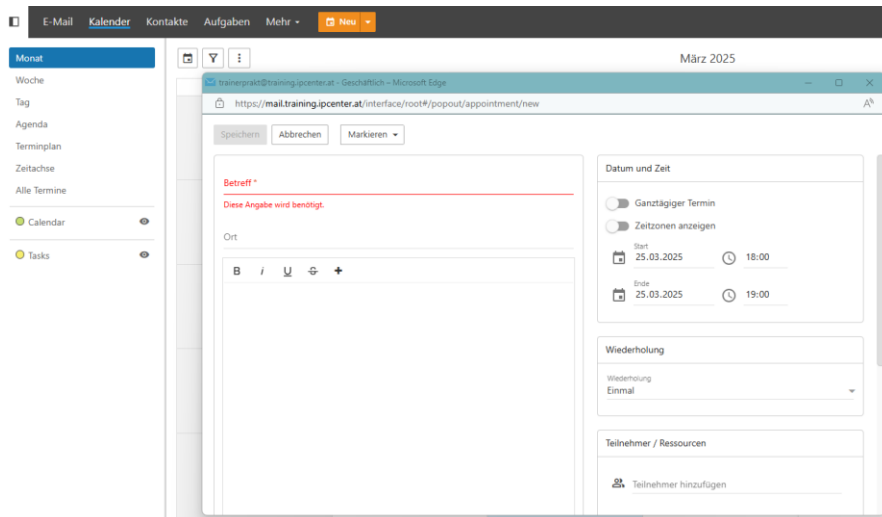 E-Mail Kalender Kontakte Aufgaben Mehr Neu
Monat
Woche
Tag
Agenda
Terminplan
Zeitachse
Alle Termine
Calendar
Tasks
März 2025
trainerprakt@training.ipcenter.at - Geschäftlich – Microsoft Edge
https://mail.training.ipcenter.at/interface/root#/popout/appointment/new
Speichern Abbrechen Markieren
Betreff *
Diese Angabe wird benötigt.
Ort
B i U S +
Datum und Zeit
Ganztägiger Termin
Zeitzonen anzeigen
Start
25.03.2025 18:00
Ende
25.03.2025 19:00
Wiederholung
Wiederholung
Einmal
Teilnehmer / Ressourcen
Teilnehmer hinzufügen